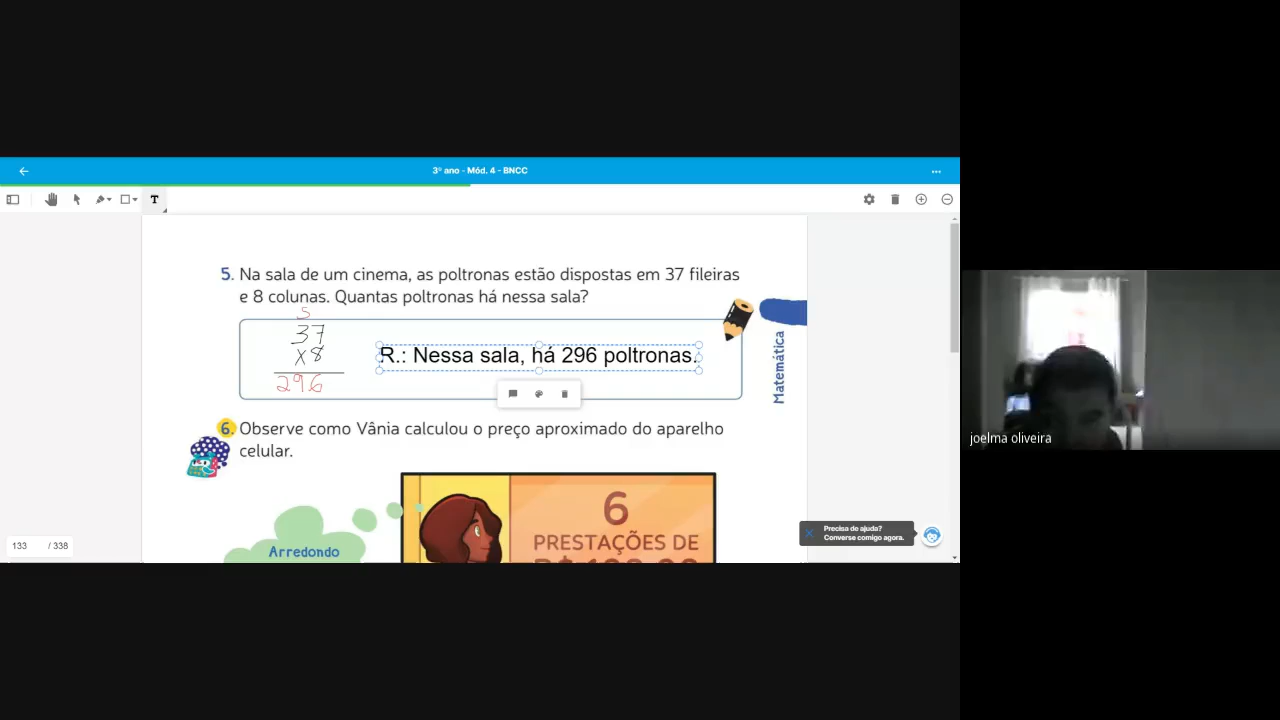 3º ano - Mód. 4 - BNCC
T
5. Na sala de um cinema, as poltronas estão dispostas em 37 fileiras
e 8 colunas. Quantas poltronas há nessa sala?
5
37
x8
296
R.: Nessa sala, há 296 poltronas.
Matemática
6. Observe como Vânia calculou o preço aproximado do aparelho
celular.
Arredondo
6
PRESTAÇÕES DE
133 / 338
Precisa de ajuda?
Converse comigo agora.
joelma oliveira